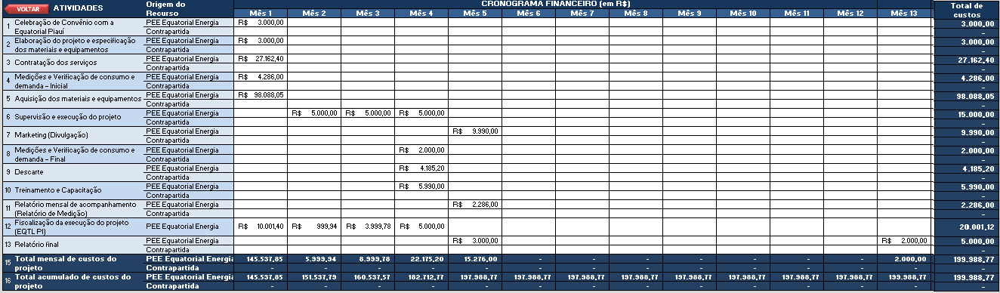 VOLTAR ATIVIDADES Origem do Recurso CRONOGRAMA FINANCEIRO (em R$) Total de custos
Mês 1 Mês 2 Mês 3 Mês 4 Mês 5 Mês 6 Mês 7 Mês 8 Mês 9 Mês 10 Mês 11 Mês 12 Mês 13
1 Celebração de Convênio com a Equatorial Piauí PEE Equatorial Energia R$ 3.000,00 3.000,00
Contrapartida -
2 Elaboração do projeto e especificação dos materiais e equipamentos PEE Equatorial Energia R$ 3.000,00 3.000,00
Contrapartida -
3 Contratação dos serviços PEE Equatorial Energia R$ 27.162,40 27.162,40
Contrapartida -
4 Medições e Verificação de consumo e demanda - Inicial PEE Equatorial Energia R$ 4.286,00 4.286,00
Contrapartida -
5 Aquisição dos materiais e equipamentos PEE Equatorial Energia R$ 98.088,05 98.088,05
Contrapartida -
6 Supervisão e execução do projeto PEE Equatorial Energia R$ 5.000,00 R$ 5.000,00 R$ 5.000,00 15.000,00
Contrapartida -
7 Marketing (Divulgação) PEE Equatorial Energia R$ 9.990,00 9.990,00
Contrapartida -
8 Medições e Verificação de consumo e demanda - Final PEE Equatorial Energia R$ 2.000,00 2.000,00
Contrapartida -
9 Descarte PEE Equatorial Energia R$ 4.185,20 4.185,20
Contrapartida -
10 Treinamento e Capacitação PEE Equatorial Energia R$ 5.990,00 5.990,00
Contrapartida -
11 Relatório mensal de acompanhamento (Relatório de Medição) PEE Equatorial Energia R$ 2.286,00 2.286,00
Contrapartida -
12 Fiscalização da execução do projeto (EQTL PI) PEE Equatorial Energia R$ 10.001,40 R$ 999,94 R$ 3.999,78 R$ 5.000,00 20.001,12
13 Relatório final PEE Equatorial Energia R$ 3.000,00 R$ 2.000,00 5.000,00
Contrapartida -
15 Total mensal de custos do projeto PEE Equatorial Energia 145.537,85 5.999,94 8.999,78 22.175,20 15.276,00 - - - - - - - 2.000,00 199.988,77
Contrapartida - - - - - - - - - - - - - -
16 Total acumulado de custos do projeto PEE Equatorial Energia 145.537,85 151.537,79 160.537,57 182.712,77 197.988,77 197.988,77 197.988,77 197.988,77 197.988,77 197.988,77 197.988,77 197.988,77 199.988,77 199.988,77
Contrapartida - - - - - - - - - - - - - -